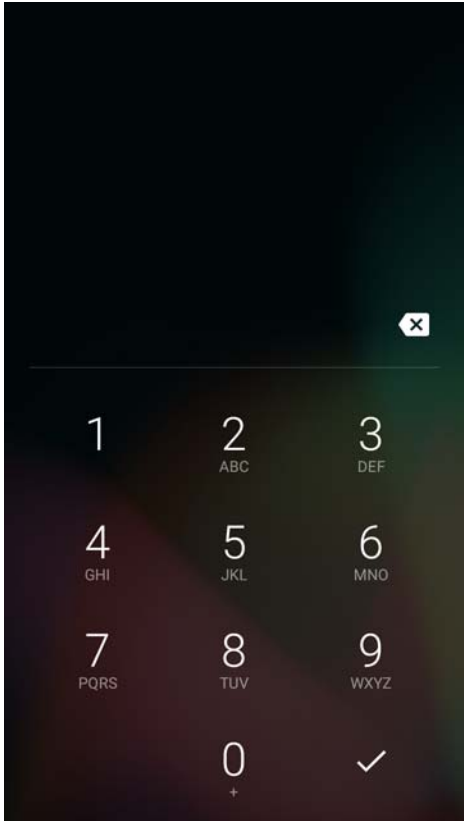 1 2 3
ABC DEF
4 5 6
GHI JKL MNO
7 8 9
PQRS TUV WXYZ
0
+